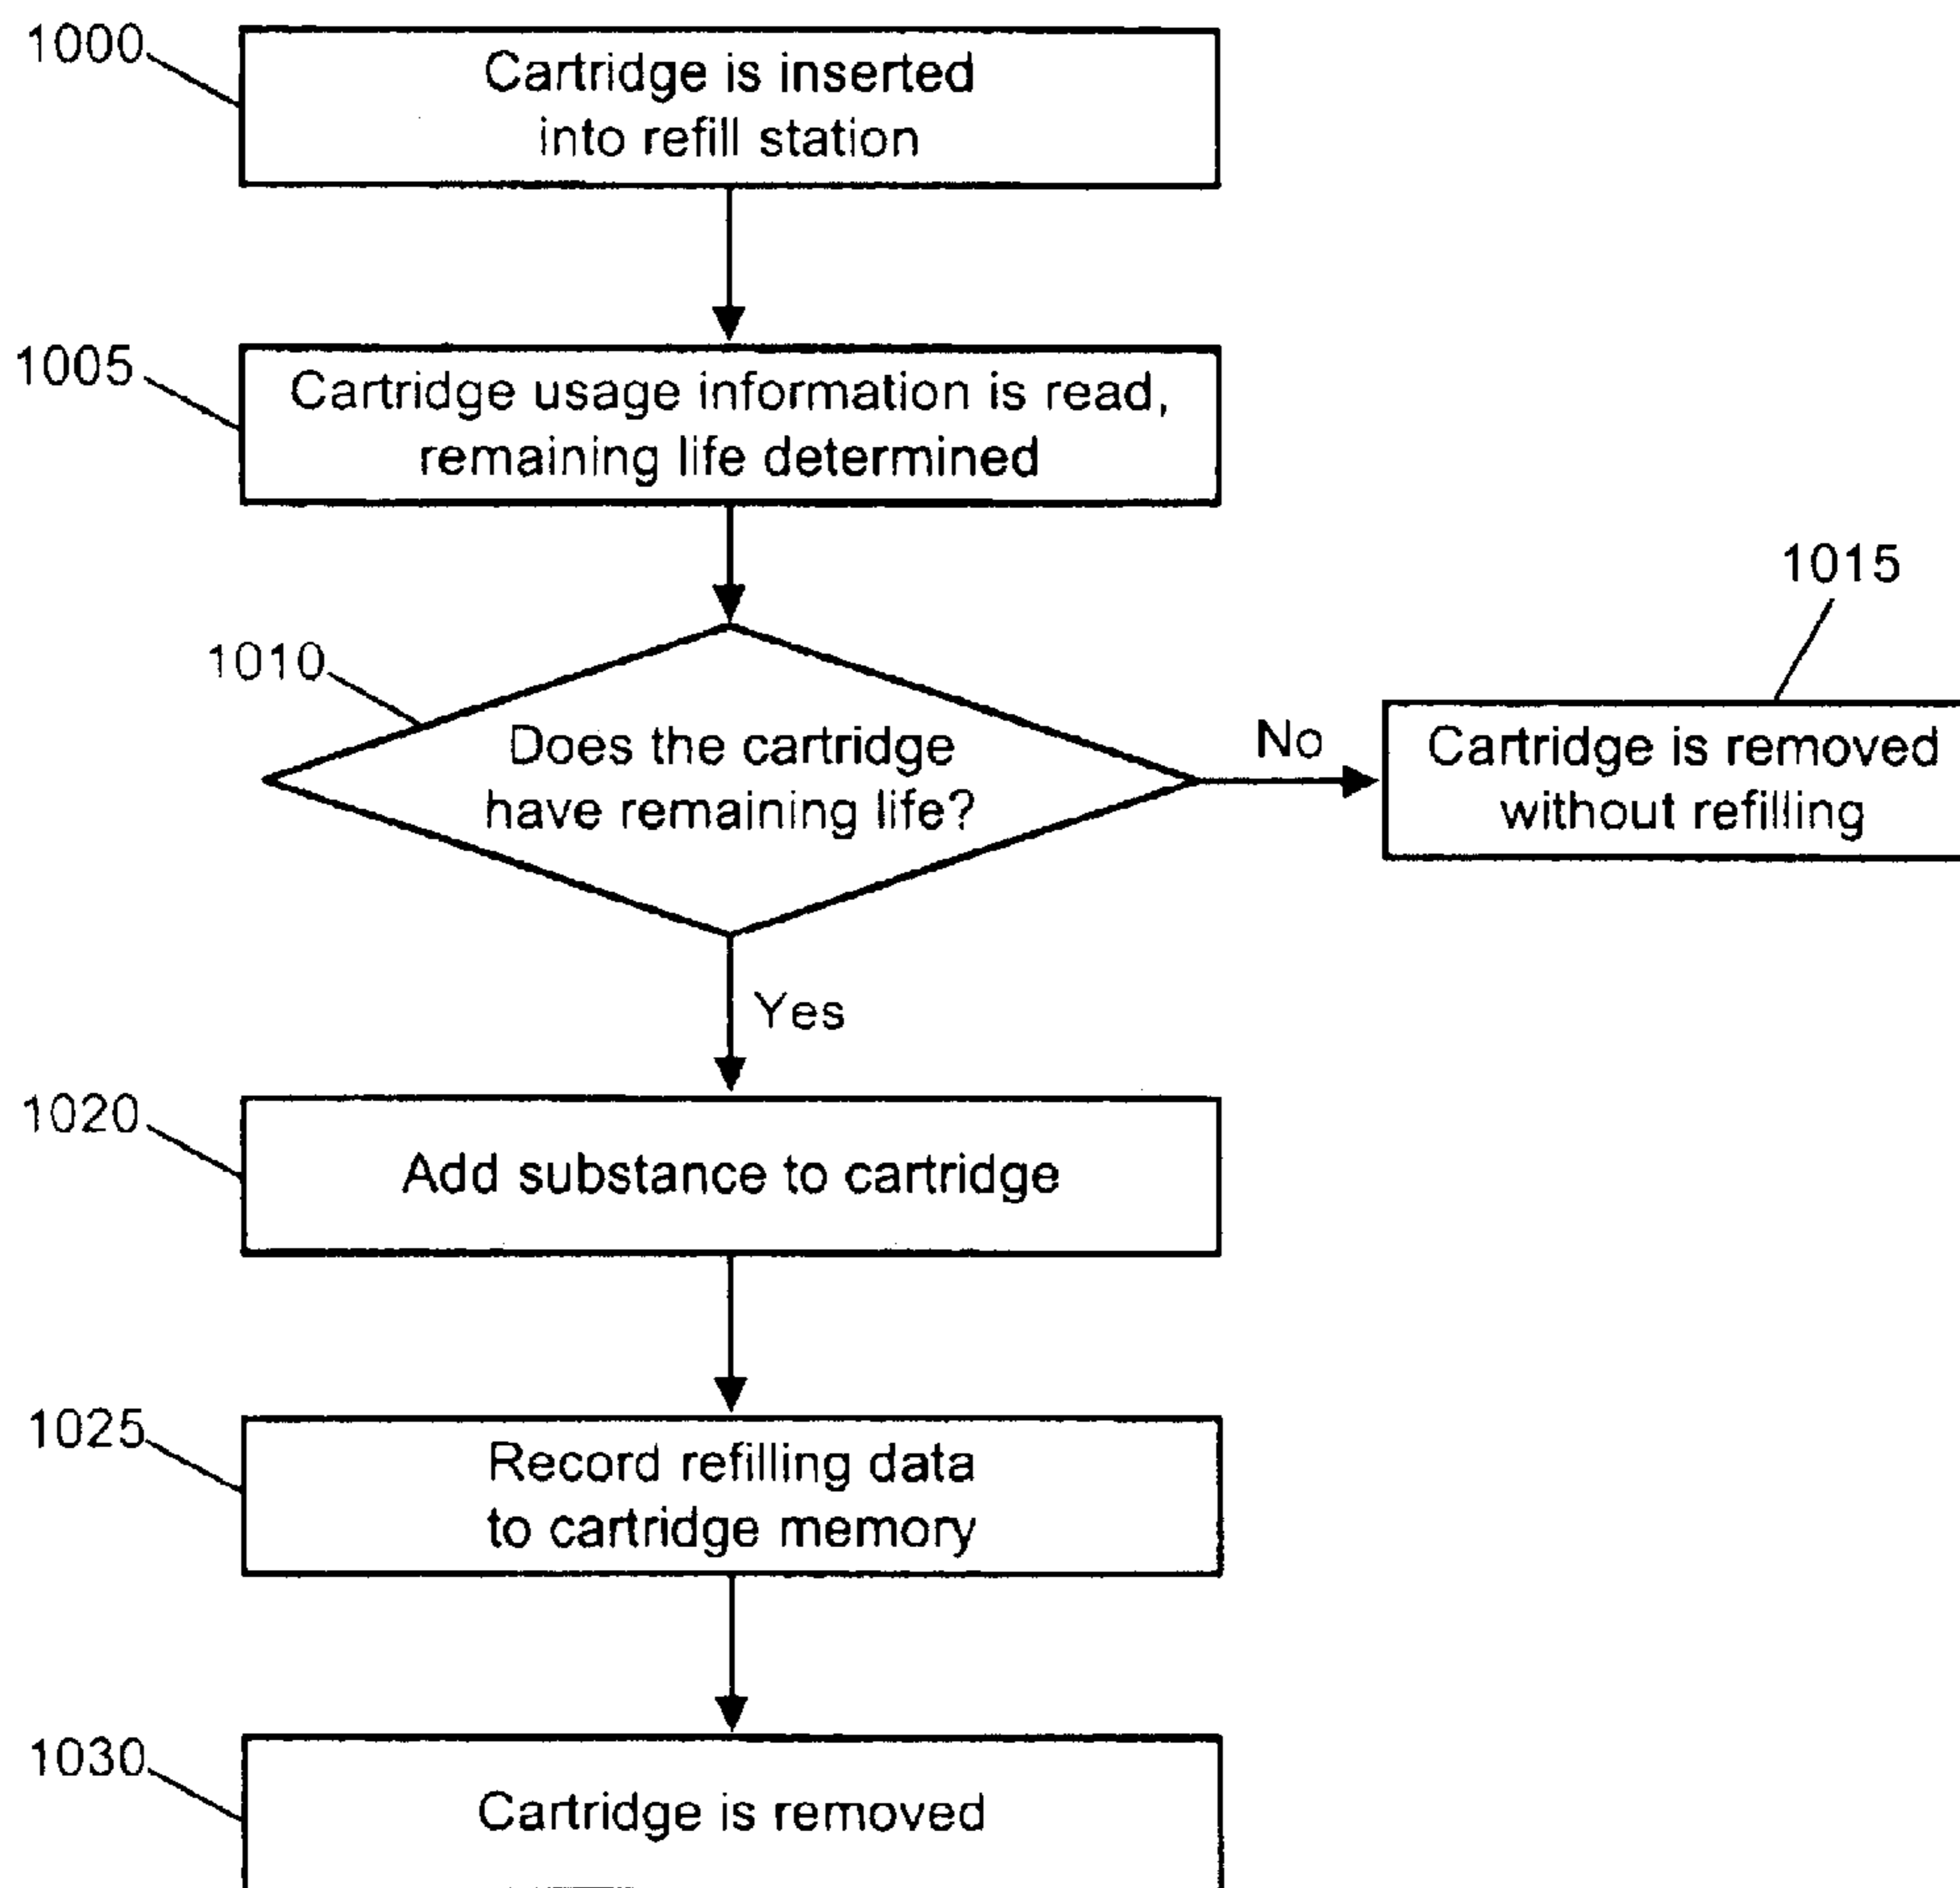 1000
Cartridge is inserted
into refill station
1005
Cartridge usage information is read,
remaining life determined
1010
Does the cartridge
have remaining life?
No
1015
Cartridge is removed
without refilling
Yes
1020
Add substance to cartridge
1025
Record refilling data
to cartridge memory
1030
Cartridge is removed